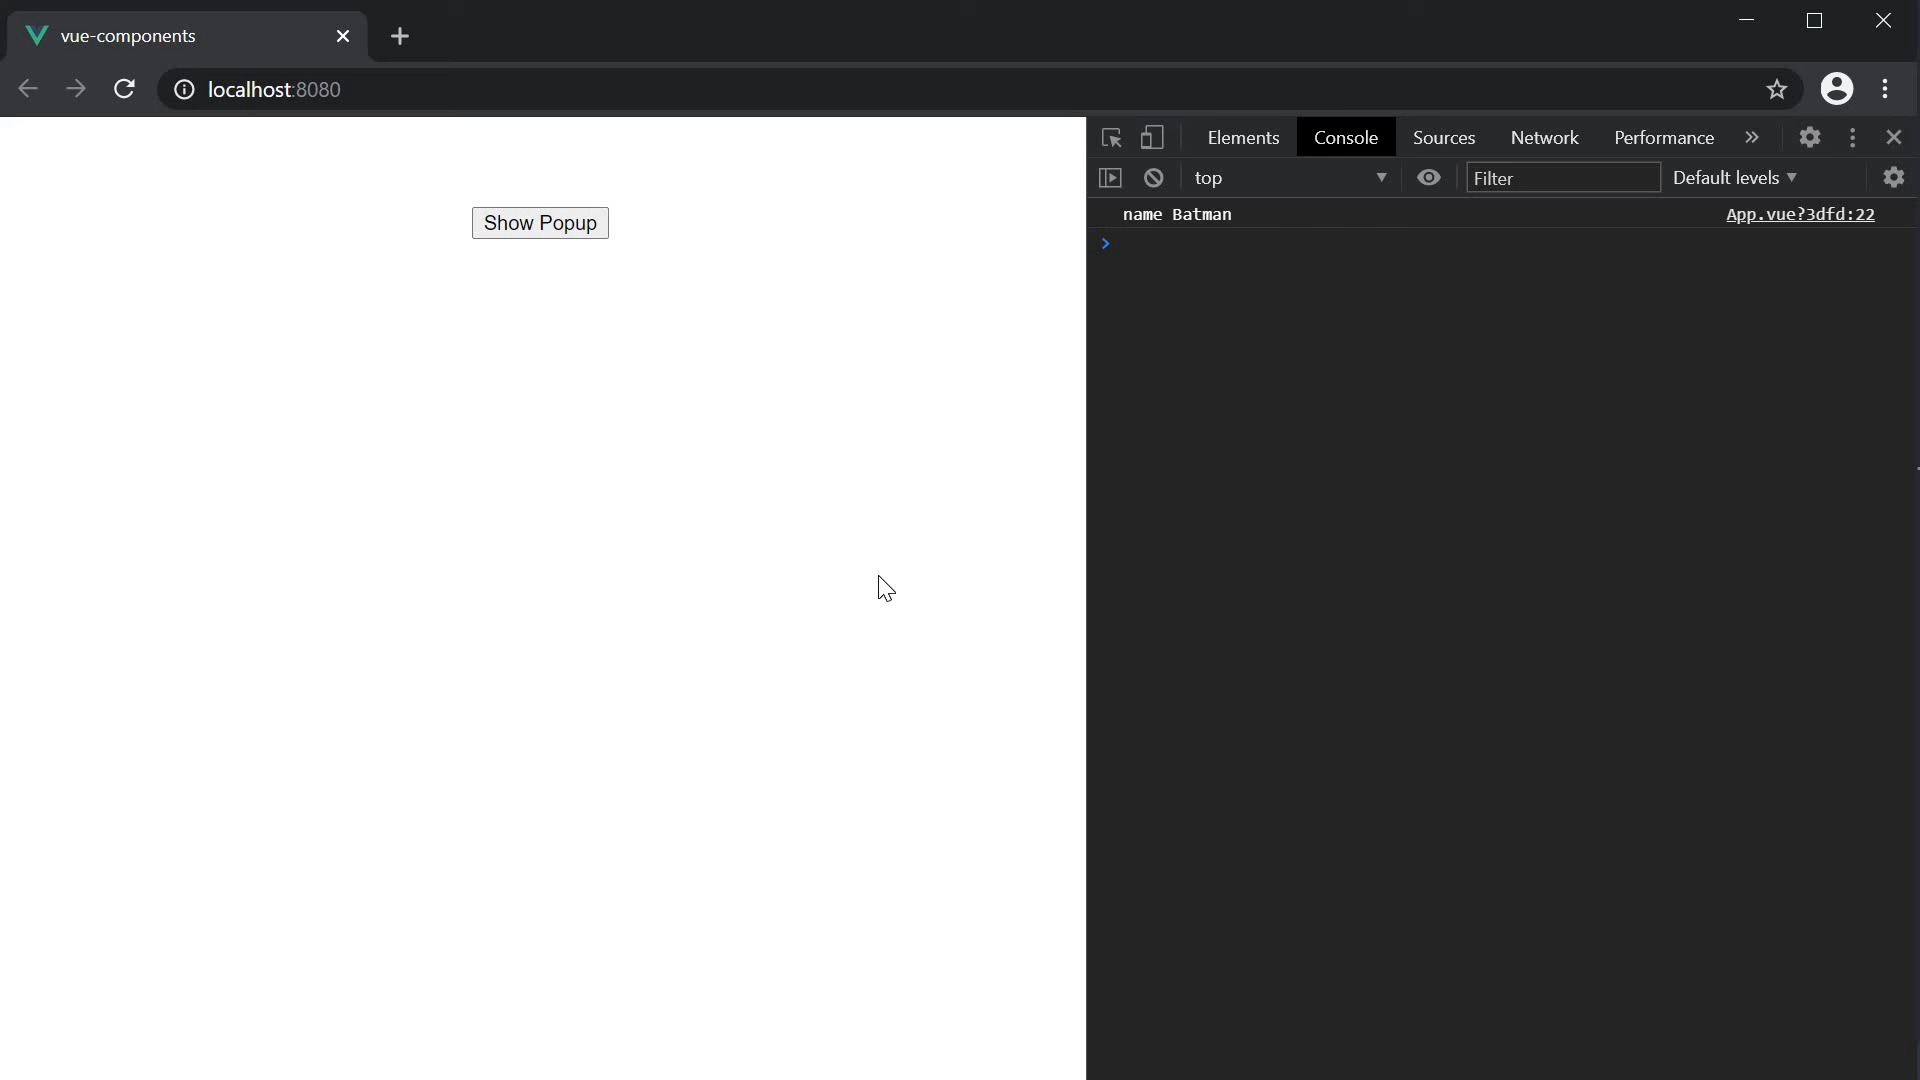 vue-components
localhost:8080
Show Popup
Elements Console Sources Network Performance
top Filter Default levels
name Batman App.vue?3dfd:22